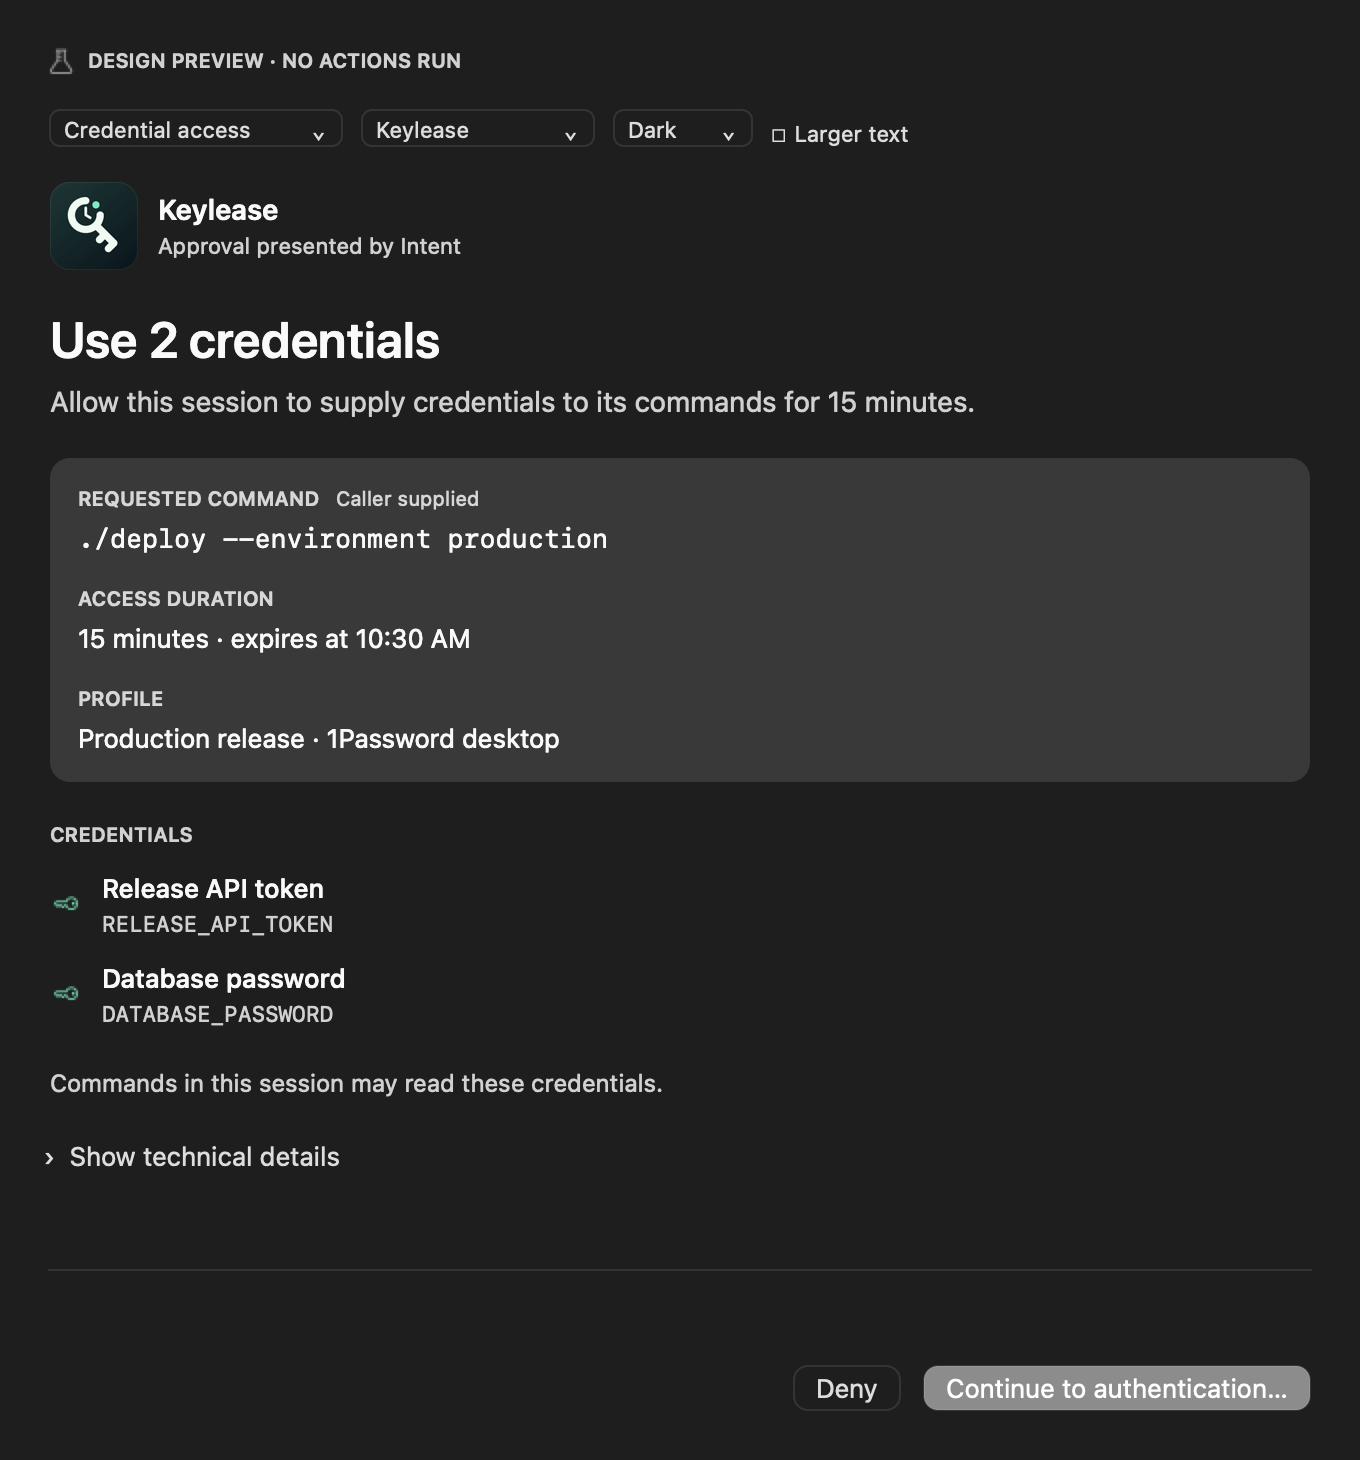 DESIGN PREVIEW · NO ACTIONS RUN
Credential access Keylease Dark Larger text
Keylease
Approval presented by Intent
Use 2 credentials
Allow this session to supply credentials to its commands for 15 minutes.
REQUESTED COMMAND Caller supplied
./deploy --environment production
ACCESS DURATION
15 minutes · expires at 10:30 AM
PROFILE
Production release · 1Password desktop
CREDENTIALS
Release API token
RELEASE_API_TOKEN
Database password
DATABASE_PASSWORD
Commands in this session may read these credentials.
› Show technical details
Deny Continue to authentication...